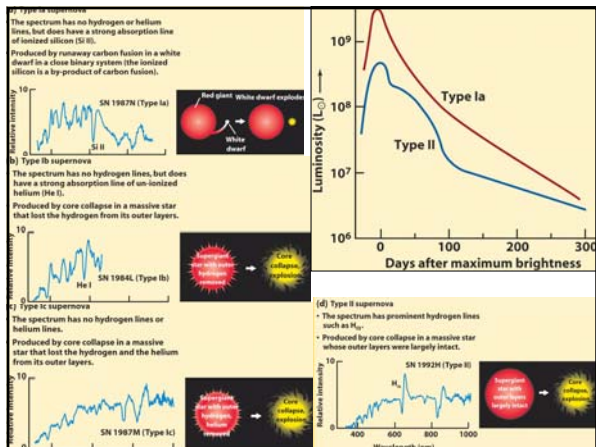 a) Type Ia supernova
• The spectrum has no hydrogen or helium
lines, but does have a strong absorption line
of ionized silicon (Si II).
• Produced by runaway carbon fusion in a white
dwarf in a close binary system (the ionized
silicon is a by-product of carbon fusion).
Relative intensity
SN 1987N (Type Ia)
Si II
Red giant
White dwarf explodes
White
dwarf
(b) Type Ib supernova
The spectrum has no hydrogen lines, but does
have a strong absorption line of un-ionized
helium (He I).
Produced by core collapse in a massive star
that lost the hydrogen from its outer layers.
Relative intensity
SN 1984L (Type Ib)
He I
Supergiant
star with outer
hydrogen
removed
Core
collapse,
explosion
c) Type Ic supernova
The spectrum has no hydrogen lines or
helium lines.
Produced by core collapse in a massive
star that lost the hydrogen and the helium
from its outer layers.
Relative intensity
SN 1987M (Type Ic)
Supergiant
star with outer
hydrogen,
helium
removed
Core
collapse,
explosion
Luminosity (L☉)
10⁹
10⁸
10⁷
10⁶
Type Ia
Type II
0
100
200
300
Days after maximum brightness
(d) Type II supernova
• The spectrum has prominent hydrogen lines
such as Hα.
• Produced by core collapse in a massive star
whose outer layers were largely intact.
Relative intensity
SN 1992H (Type II)
Hα
400
600
800
1000
Wavelength (nm)
Supergiant
star with
outer layers
largely intact
Core
collapse,
explosion